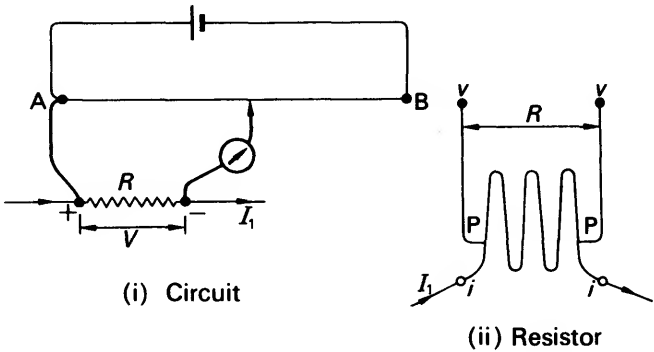 A
B
R
+
−
I₁
V
(i) Circuit
v
v
R
P
P
I₁
i
i
(ii) Resistor